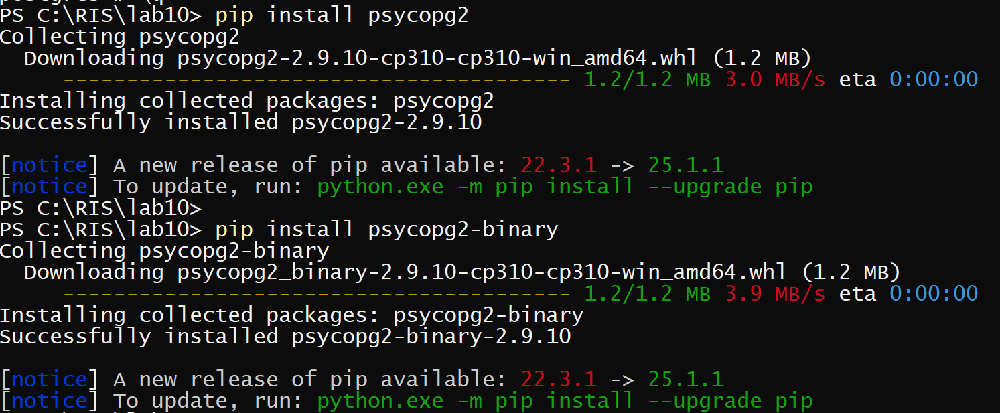 PS C:\RIS\lab10> pip install psycopg2
Collecting psycopg2
  Downloading psycopg2-2.9.10-cp310-cp310-win_amd64.whl (1.2 MB)
     ---------------------------------------- 1.2/1.2 MB 3.0 MB/s eta 0:00:00
Installing collected packages: psycopg2
Successfully installed psycopg2-2.9.10

[notice] A new release of pip available: 22.3.1 -> 25.1.1
[notice] To update, run: python.exe -m pip install --upgrade pip
PS C:\RIS\lab10>
PS C:\RIS\lab10> pip install psycopg2-binary
Collecting psycopg2-binary
  Downloading psycopg2_binary-2.9.10-cp310-cp310-win_amd64.whl (1.2 MB)
     ---------------------------------------- 1.2/1.2 MB 3.9 MB/s eta 0:00:00
Installing collected packages: psycopg2-binary
Successfully installed psycopg2-binary-2.9.10

[notice] A new release of pip available: 22.3.1 -> 25.1.1
[notice] To update, run: python.exe -m pip install --upgrade pip